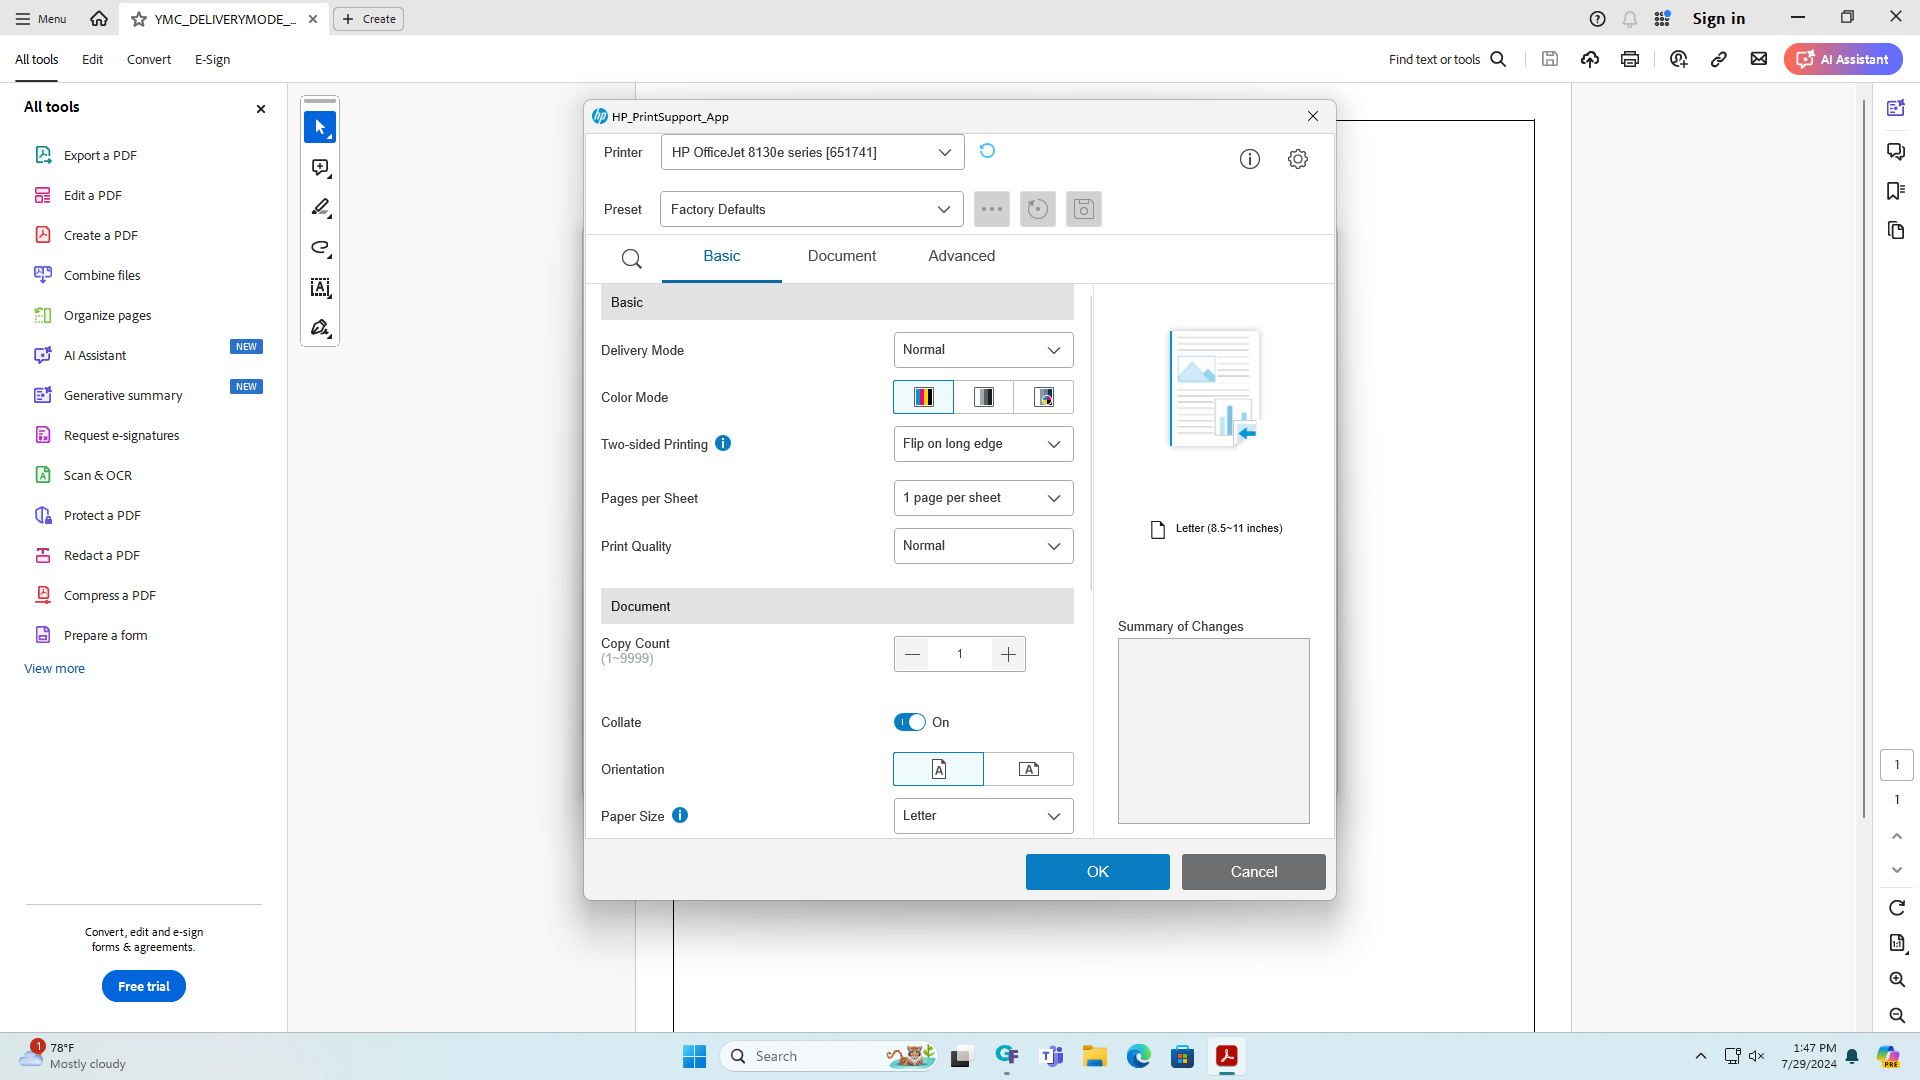 Menu
YMC_DELIVERYMODE_...
Create
Sign in
All tools
Edit
Convert
E-Sign
Find text or tools
AI Assistant
All tools
Export a PDF
Edit a PDF
Create a PDF
Combine files
Organize pages
AI Assistant
NEW
Generative summary
NEW
Request e-signatures
Scan & OCR
Protect a PDF
Redact a PDF
Compress a PDF
Prepare a form
View more
Convert, edit and e-sign
forms & agreements.
Free trial
HP_PrintSupport_App
Printer
HP OfficeJet 8130e series [651741]
Preset
Factory Defaults
Basic
Document
Advanced
Basic
Delivery Mode
Normal
Color Mode
Two-sided Printing
Flip on long edge
Pages per Sheet
1 page per sheet
Print Quality
Normal
Document
Copy Count
(1~9999)
1
Collate
On
Orientation
Paper Size
Letter
Letter (8.5~11 inches)
Summary of Changes
OK
Cancel
1
1
1
78°F
Mostly cloudy
Search
1:47 PM
7/29/2024
PRE